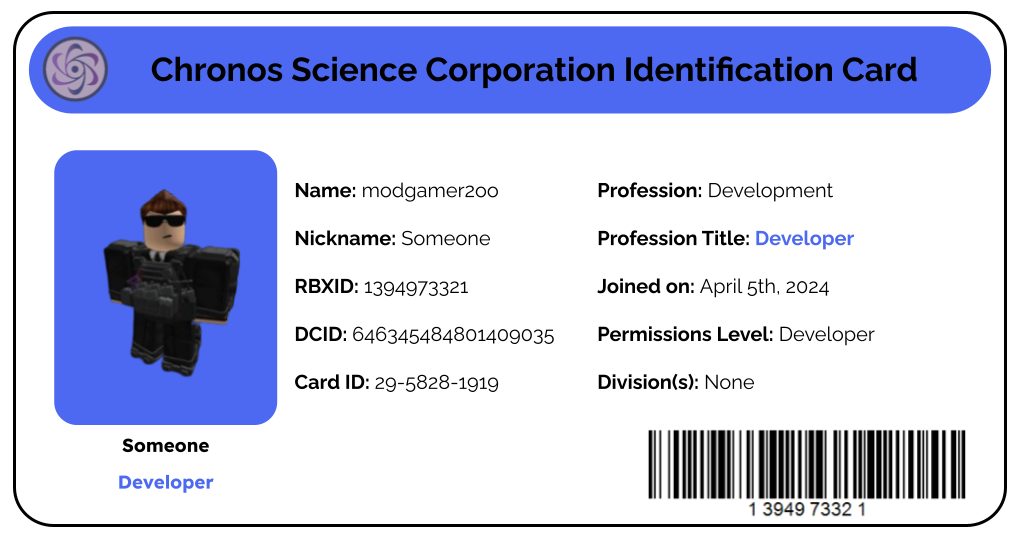 Chronos Science Corporation Identification Card
Name: modgamer2oo
Nickname: Someone
RBXID: 1394973321
DCID: 646345484801409035
Card ID: 29-5828-1919
Profession: Development
Profession Title: Developer
Joined on: April 5th, 2024
Permissions Level: Developer
Division(s): None
Someone
Developer
1 3949 7332 1